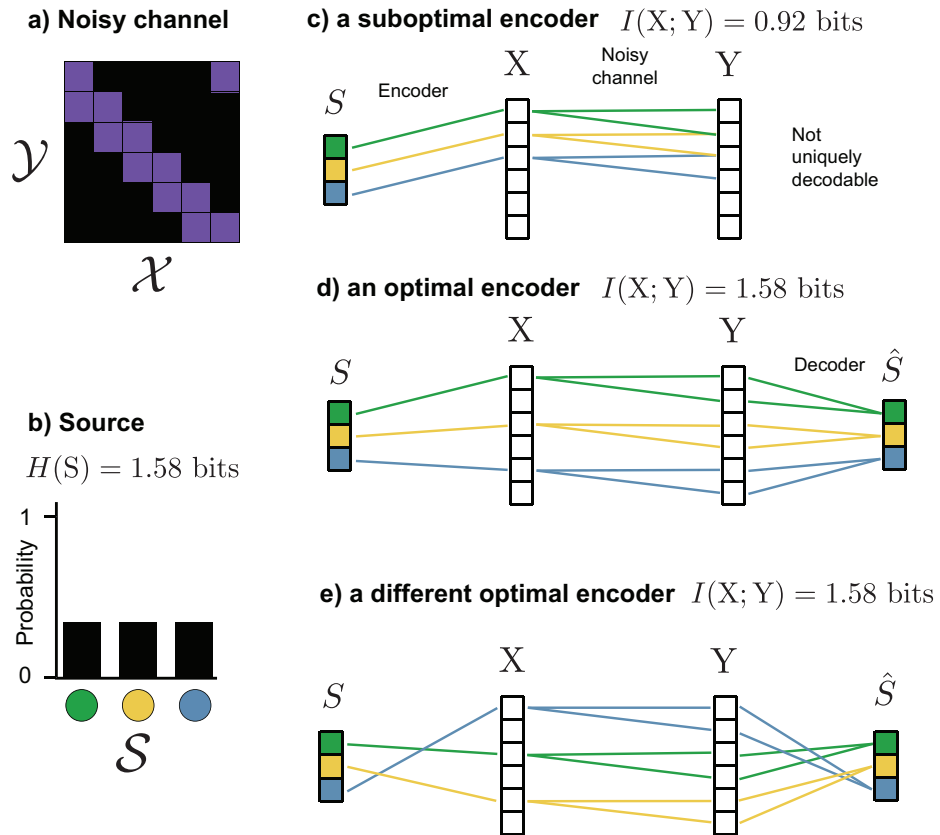 a) Noisy channel
𝒴
𝒳
b) Source
H(S) = 1.58 bits
1
Probability
0
𝒮
c) a suboptimal encoder I(X; Y) = 0.92 bits
S
Encoder
X
Noisy
channel
Y
Not
uniquely
decodable
d) an optimal encoder I(X; Y) = 1.58 bits
S
X
Y
Decoder
Ŝ
e) a different optimal encoder I(X; Y) = 1.58 bits
S
X
Y
Ŝ